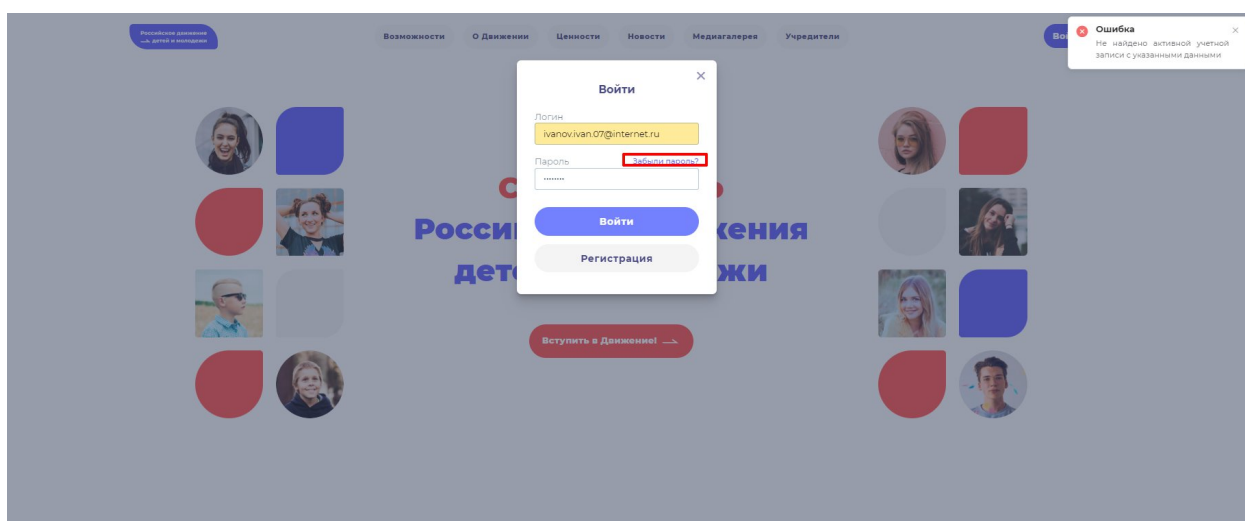 Российское движение
детей и молодежи
Возможности О Движении Ценности Новости Медиагалерея Учредители
Ошибка
Не найдено активной учетной
записи с указанными данными
Войти
Логин
ivanov.ivan.07@internet.ru
Пароль Забыли пароль?
........
Войти
Регистрация
Вступить в Движение!